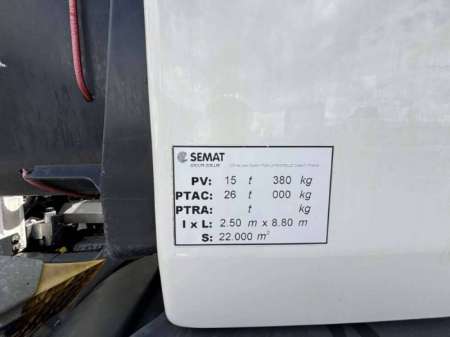 SEMAT
PV: 15 t 380 kg
PTAC: 26 t 000 kg
PTRA: t kg
l x L: 2.50 m x 8.80 m
S: 22.000 m²